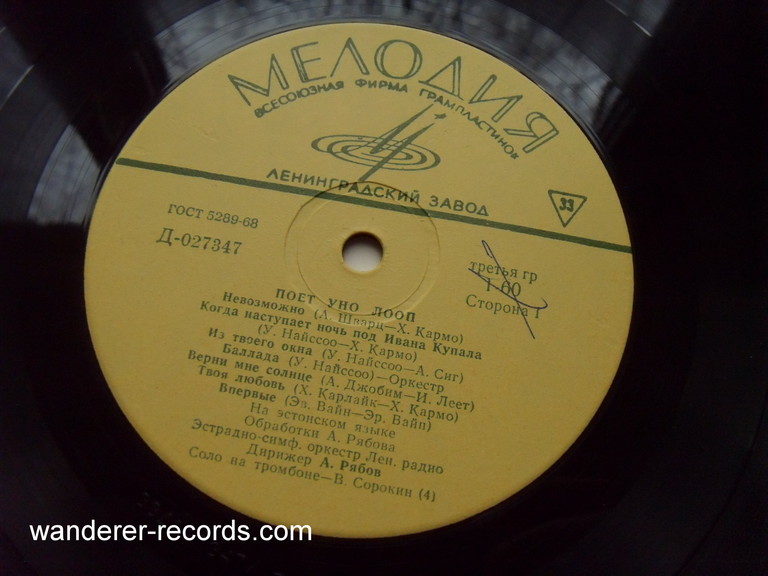 МЕЛОДИЯ
ВСЕСОЮЗНАЯ ФИРМА ГРАМПЛАСТИНОК
ЛЕНИНГРАДСКИЙ ЗАВОД
33
ГОСТ 5289-68
Д-027347
третья гр
1-60
Сторона 1
ПОЕТ УНО ЛООП
Невозможно (А. Шварц—Х. Кармо)
Когда наступает ночь под Ивана Купала
(У. Найссоо—Х. Кармо)
Из твоего окна (У. Найссоо—А. Сиг)
Баллада (У. Найссоо)—Оркестр
Верни мне солнце (А. Джобим—И. Леет)
Твоя любовь (Х. Карлайк—Х. Кармо)
Впервые (Эв. Вайн—Эр. Вайн)
На эстонском языке
Обработки А. Рябова
Эстрадно-симф. оркестр Лен. радио
Дирижер А. Рябов
Соло на тромбоне—В. Сорокин (4)
wanderer-records.com